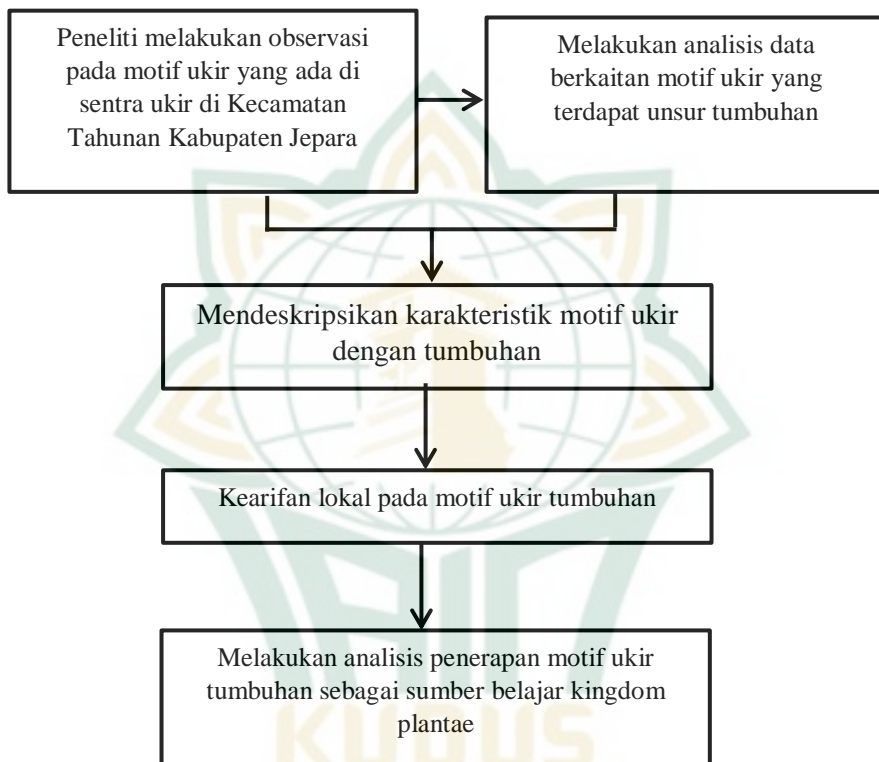 Peneliti melakukan observasi
pada motif ukir yang ada di
sentra ukir di Kecamatan
Tahunan Kabupaten Jepara
Melakukan analisis data
berkaitan motif ukir yang
terdapat unsur tumbuhan
Mendeskripsikan karakteristik motif ukir
dengan tumbuhan
Kearifan lokal pada motif ukir tumbuhan
Melakukan analisis penerapan motif ukir
tumbuhan sebagai sumber belajar kingdom
plantae
IAIN
KUDUS